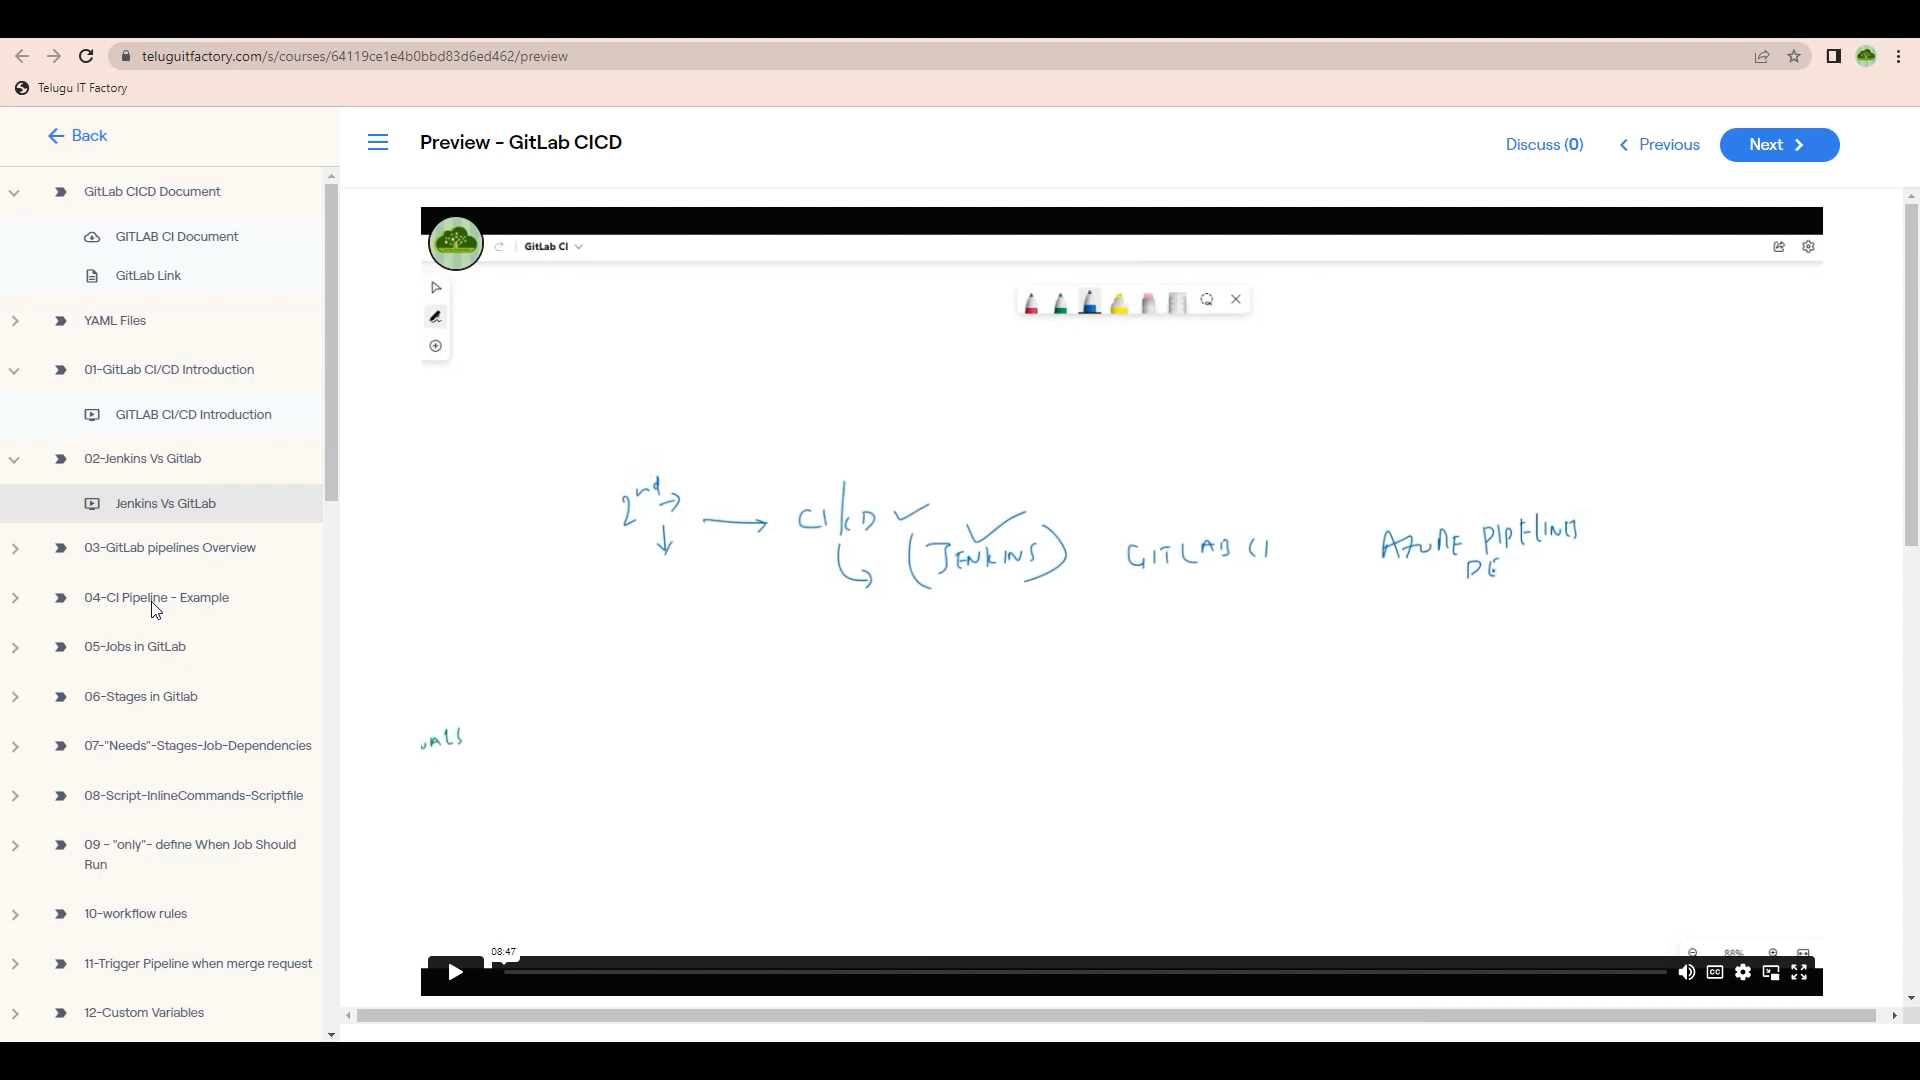 teluguitfactory.com/s/courses/64119ce1e4b0bbd83d6ed462/preview
Telugu IT Factory
Back
Preview - GitLab CICD
Discuss (0)
Previous
Next
GitLab CICD Document
GITLAB CI Document
GitLab Link
YAML Files
01-GitLab CI/CD Introduction
GITLAB CI/CD Introduction
02-Jenkins Vs Gitlab
Jenkins Vs GitLab
03-GitLab pipelines Overview
04-CI Pipeline - Example
05-Jobs in GitLab
06-Stages in Gitlab
07-"Needs"-Stages-Job-Dependencies
08-Script-InlineCommands-Scriptfile
09 - "only"- define When Job Should
Run
10-workflow rules
11-Trigger Pipeline when merge request
12-Custom Variables
GitLab CI
2nd
CI/CD
(JENKINS)
GITLAB CI
AZURE PIPELINES
DE
08:47
88%
CC